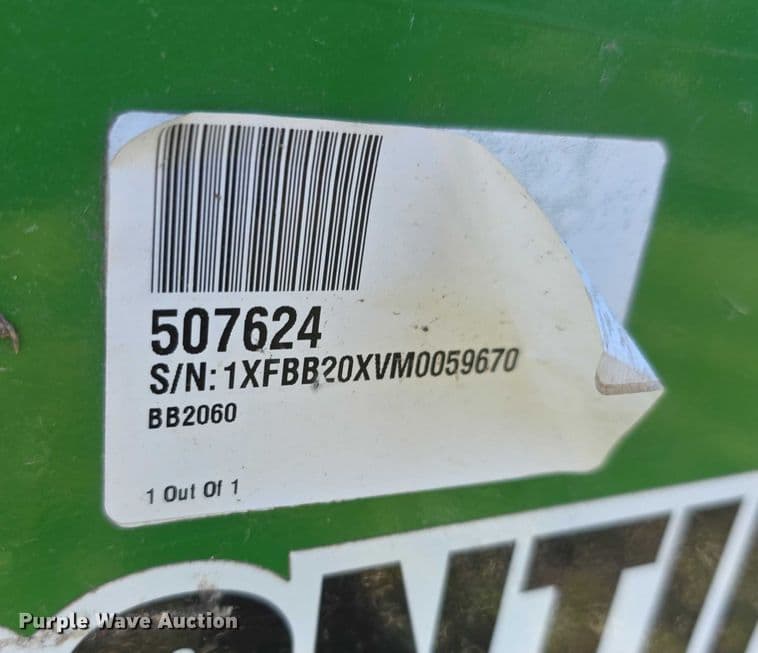 507624
S/N: 1XFBB20XVM0059670
BB2060
1 Out Of 1
Purple Wave Auction